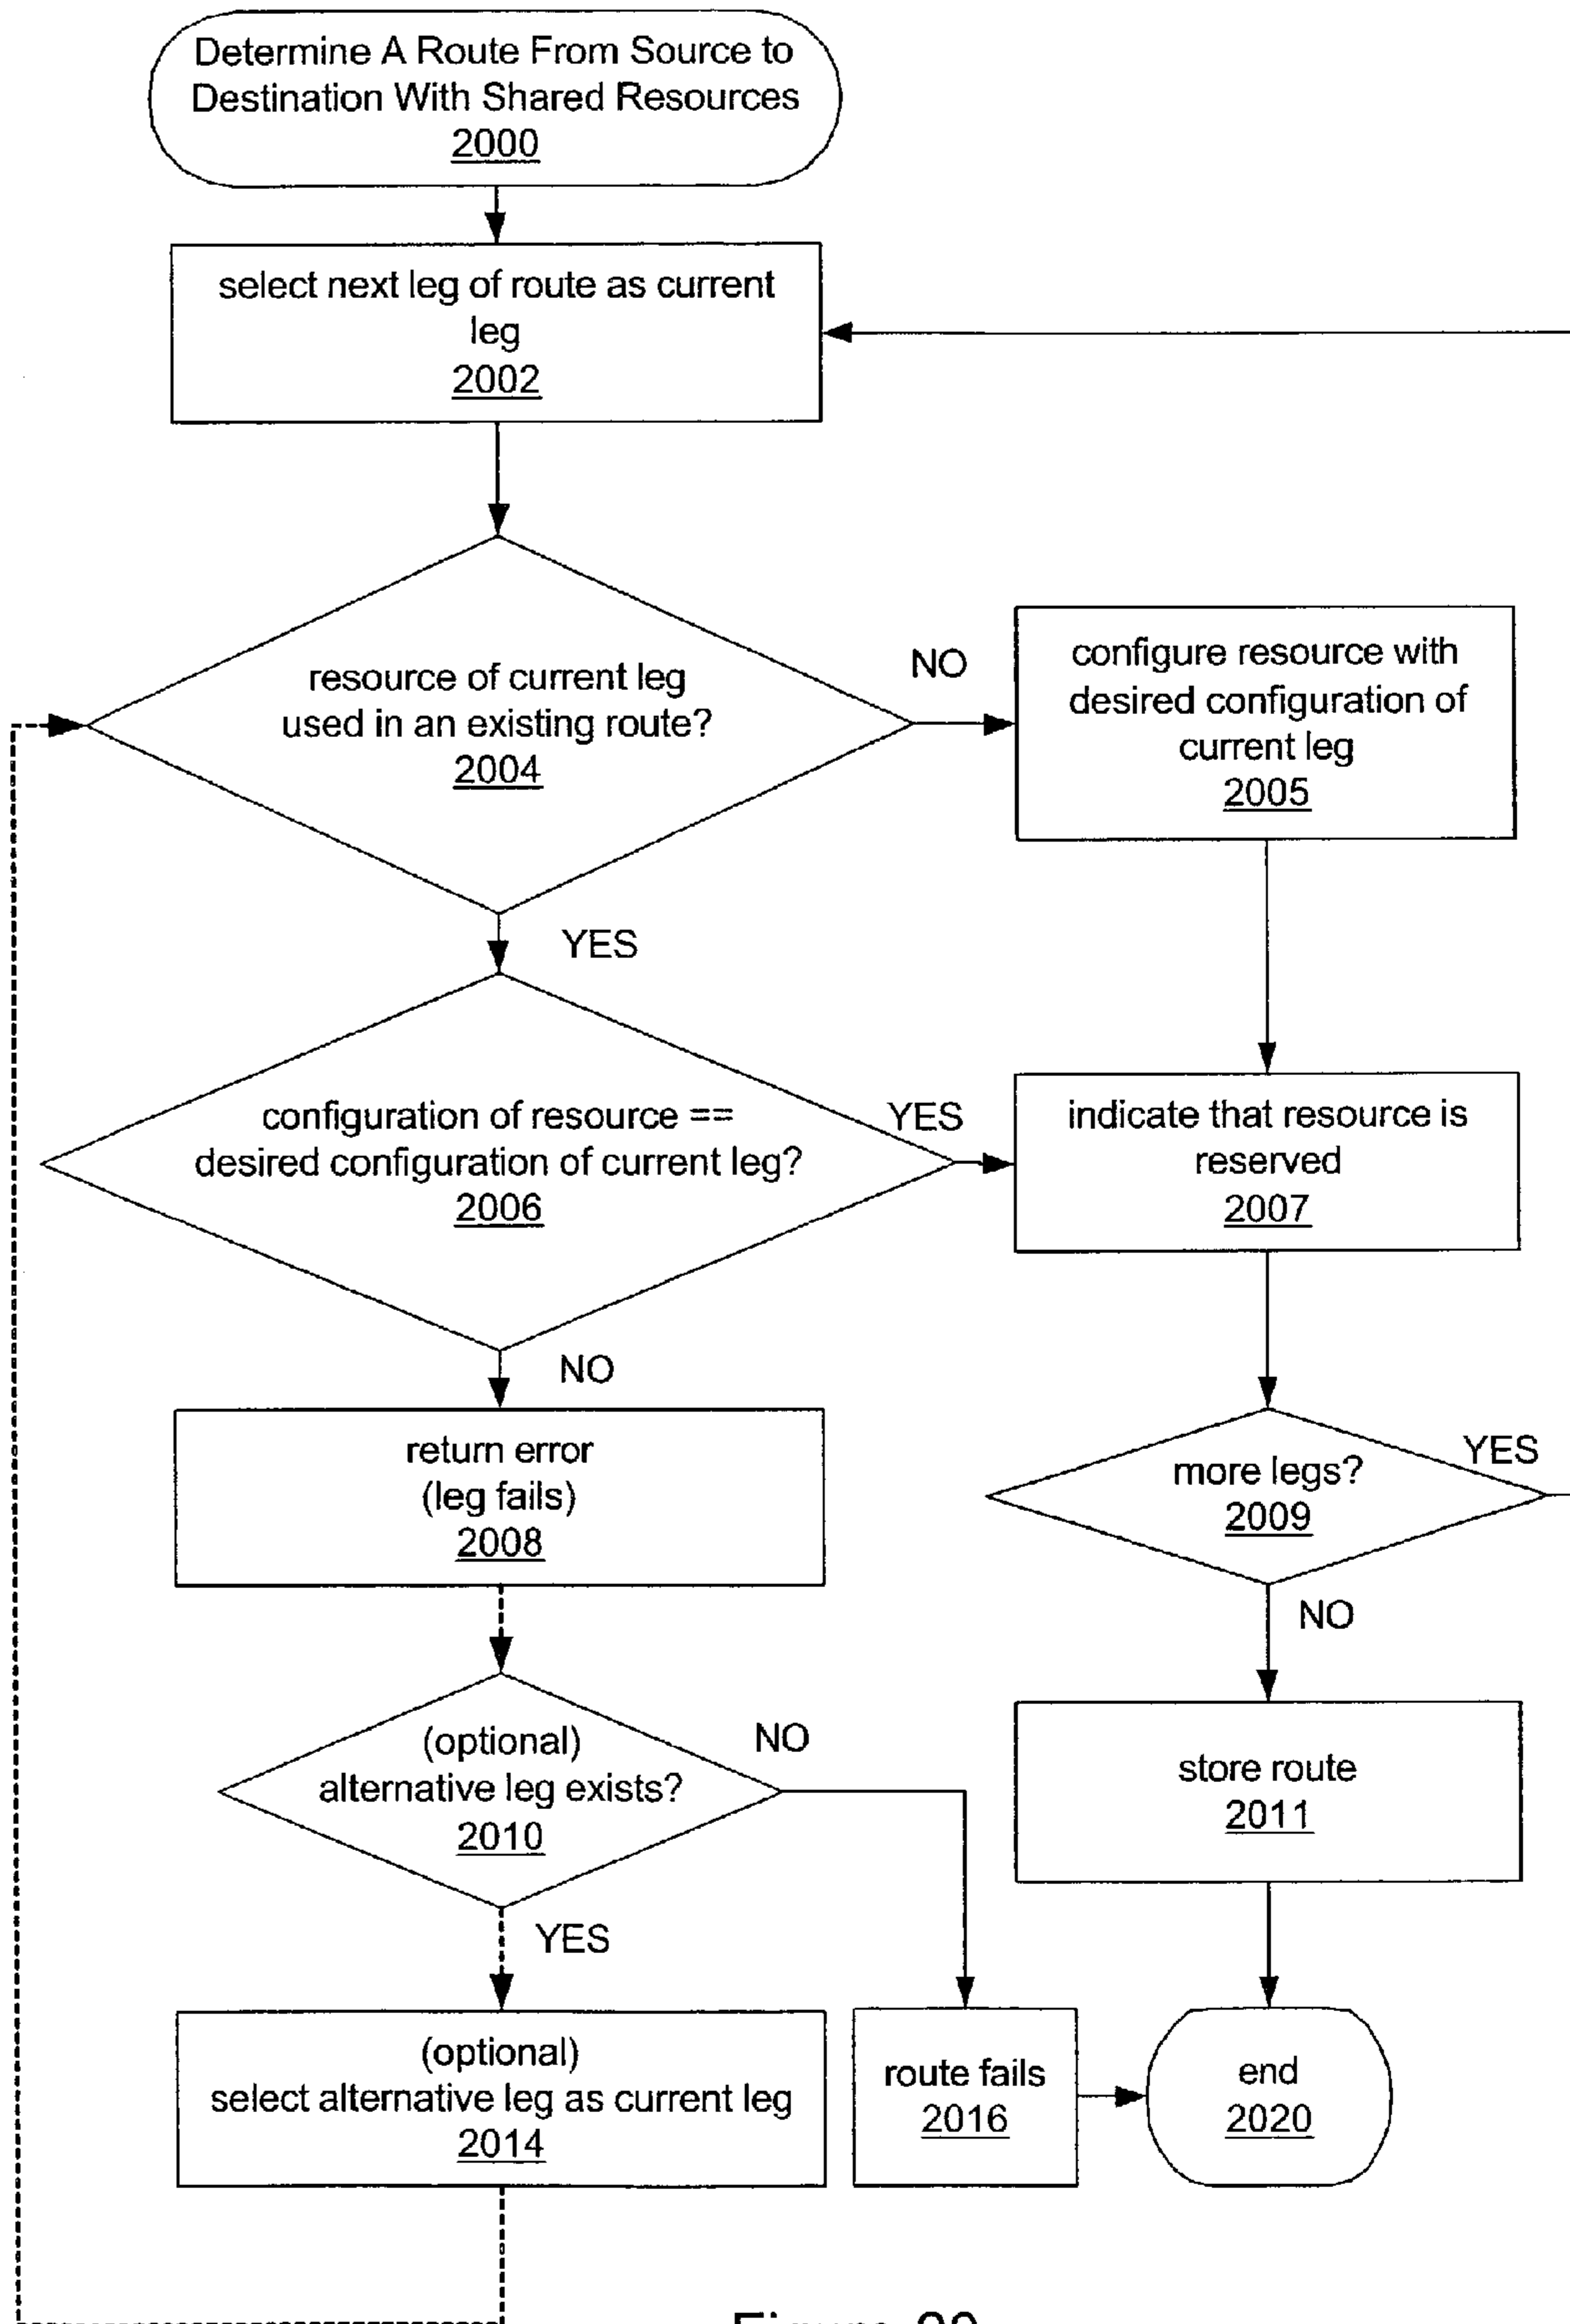 Determine A Route From Source to
Destination With Shared Resources
2000
select next leg of route as current
leg
2002
resource of current leg
used in an existing route?
2004
NO
configure resource with
desired configuration of
current leg
2005
YES
configuration of resource ==
desired configuration of current leg?
2006
YES
indicate that resource is
reserved
2007
NO
return error
(leg fails)
2008
more legs?
2009
YES
NO
(optional)
alternative leg exists?
2010
NO
store route
2011
YES
(optional)
select alternative leg as current leg
2014
route fails
2016
end
2020
Figure 20